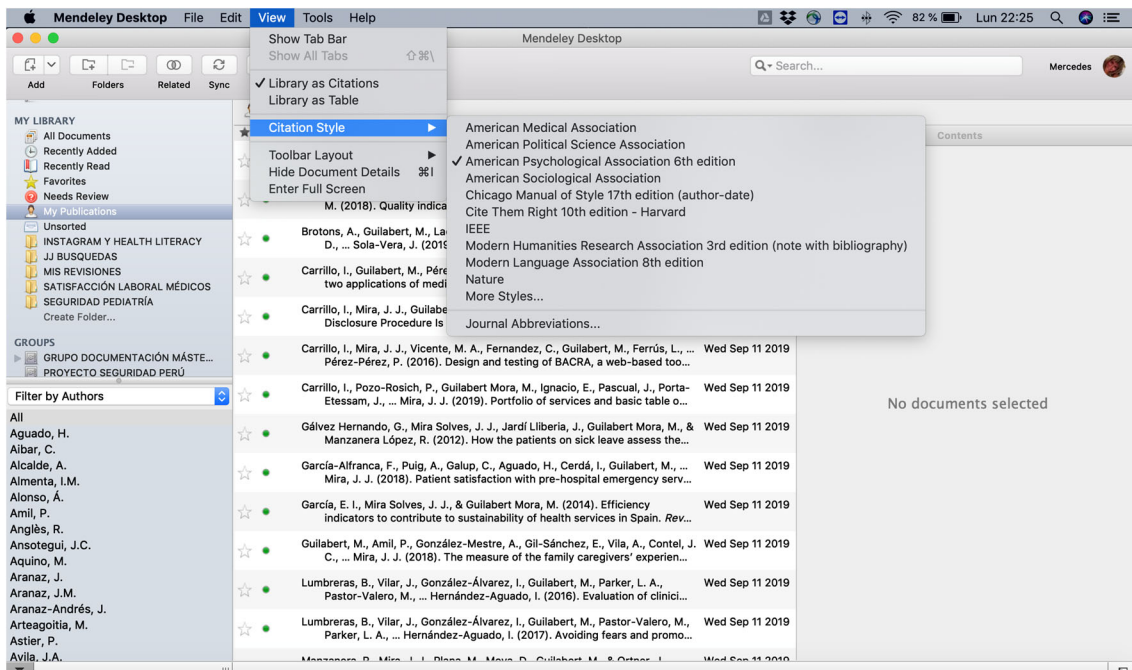 Mendeley Desktop File Edit View Tools Help 82 % Lun 22:25
Mendeley Desktop
Show Tab Bar
Show All Tabs ⇧⌘\
✓ Library as Citations
Library as Table
Citation Style
Toolbar Layout
Hide Document Details ⌘I
Enter Full Screen
American Medical Association
American Political Science Association
✓ American Psychological Association 6th edition
American Sociological Association
Chicago Manual of Style 17th edition (author-date)
Cite Them Right 10th edition - Harvard
IEEE
Modern Humanities Research Association 3rd edition (note with bibliography)
Modern Language Association 8th edition
Nature
More Styles...
Journal Abbreviations...
Add Folders Related Sync
Search...
Mercedes
MY LIBRARY
All Documents
Recently Added
Recently Read
Favorites
Needs Review
My Publications
Unsorted
INSTAGRAM Y HEALTH LITERACY
JJ BUSQUEDAS
MIS REVISIONES
SATISFACCIÓN LABORAL MÉDICOS
SEGURIDAD PEDIATRÍA
Create Folder...
GROUPS
GRUPO DOCUMENTACIÓN MÁSTE...
PROYECTO SEGURIDAD PERÚ
Filter by Authors
All
Aguado, H.
Aibar, C.
Alcalde, A.
Almenta, I.M.
Alonso, Á.
Amil, P.
Anglès, R.
Ansotegui, J.C.
Aquino, M.
Aranaz, J.
Aranaz, J.M.
Aranaz-Andrés, J.
Arteagoitia, M.
Astier, P.
Avila, J.A.
M. (2018). Quality indica
Brotons, A., Guilabert, M., La
D., ... Sola-Vera, J. (2019
Carrillo, I., Guilabert, M., Pére
two applications of medi
Carrillo, I., Mira, J. J., Guilabe
Disclosure Procedure Is
Carrillo, I., Mira, J. J., Vicente, M. A., Fernandez, C., Guilabert, M., Ferrús, L., ... Wed Sep 11 2019
Pérez-Pérez, P. (2016). Design and testing of BACRA, a web-based too...
Carrillo, I., Pozo-Rosich, P., Guilabert Mora, M., Ignacio, E., Pascual, J., Porta- Wed Sep 11 2019
Etessam, J., ... Mira, J. J. (2019). Portfolio of services and basic table o...
Gálvez Hernando, G., Mira Solves, J. J., Jardí Lliberia, J., Guilabert Mora, M., & Wed Sep 11 2019
Manzanera López, R. (2012). How the patients on sick leave assess the...
García-Alfranca, F., Puig, A., Galup, C., Aguado, H., Cerdá, I., Guilabert, M., ... Wed Sep 11 2019
Mira, J. J. (2018). Patient satisfaction with pre-hospital emergency serv...
García, E. I., Mira Solves, J. J., & Guilabert Mora, M. (2014). Efficiency Wed Sep 11 2019
indicators to contribute to sustainability of health services in Spain. Rev...
Guilabert, M., Amil, P., González-Mestre, A., Gil-Sánchez, E., Vila, A., Contel, J. Wed Sep 11 2019
C., ... Mira, J. J. (2018). The measure of the family caregivers' experien...
Lumbreras, B., Vilar, J., González-Álvarez, I., Guilabert, M., Parker, L. A., Wed Sep 11 2019
Pastor-Valero, M., ... Hernández-Aguado, I. (2016). Evaluation of clinici...
Lumbreras, B., Vilar, J., González-Álvarez, I., Guilabert, M., Pastor-Valero, M., Wed Sep 11 2019
Parker, L. A., ... Hernández-Aguado, I. (2017). Avoiding fears and promo...
Contents
No documents selected